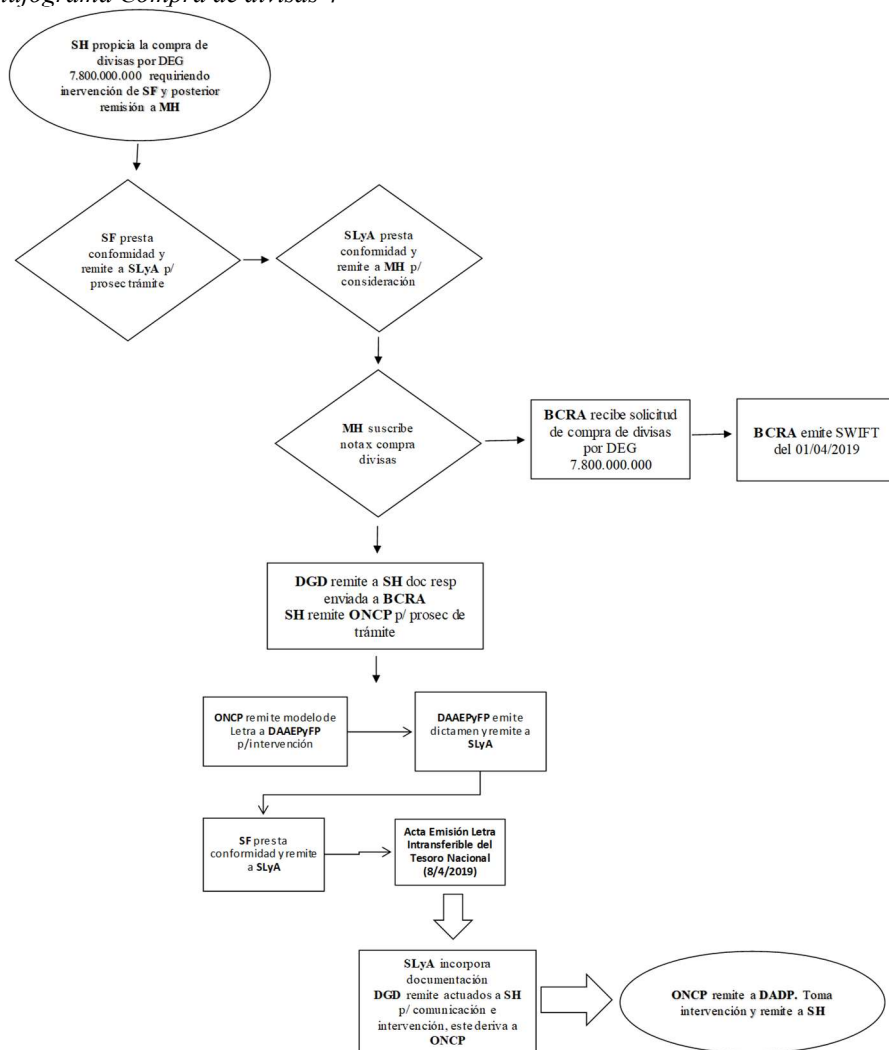 Compra de divisas 4
SH propicia la compra de
divisas por DEG
7.800.000.000 requiriendo
inervención de SF y posterior
remisión a MH
SF presta
conformidad y
remite a SLyA p/
prosec trámite
SLyA presta
conformidad y
remite a MH p/
consideración
MH suscribe
nota x compra
divisas
BCRA recibe solicitud
de compra de divisas
por DEG
7.800.000.000
BCRA emite SWIFT
del 01/04/2019
DGD remite a SH doc resp
enviada a BCRA
SH remite ONCP p/ prosec de
trámite
ONCP remite modelo de
Letra a DAAEPyFP
p/intervención
DAAEPyFP emite
dictamen y remite a
SLyA
SF presta
conformidad y remite
a SLyA
Acta Emisión Letra
Intransferible del
Tesoro Nacional
(8/4/2019)
SLyA incorpora
documentación
DGD remite actuados a SH
p/ comunicación e
intervención, este deriva a
ONCP
ONCP remite a DADP. Toma
intervención y remite a SH